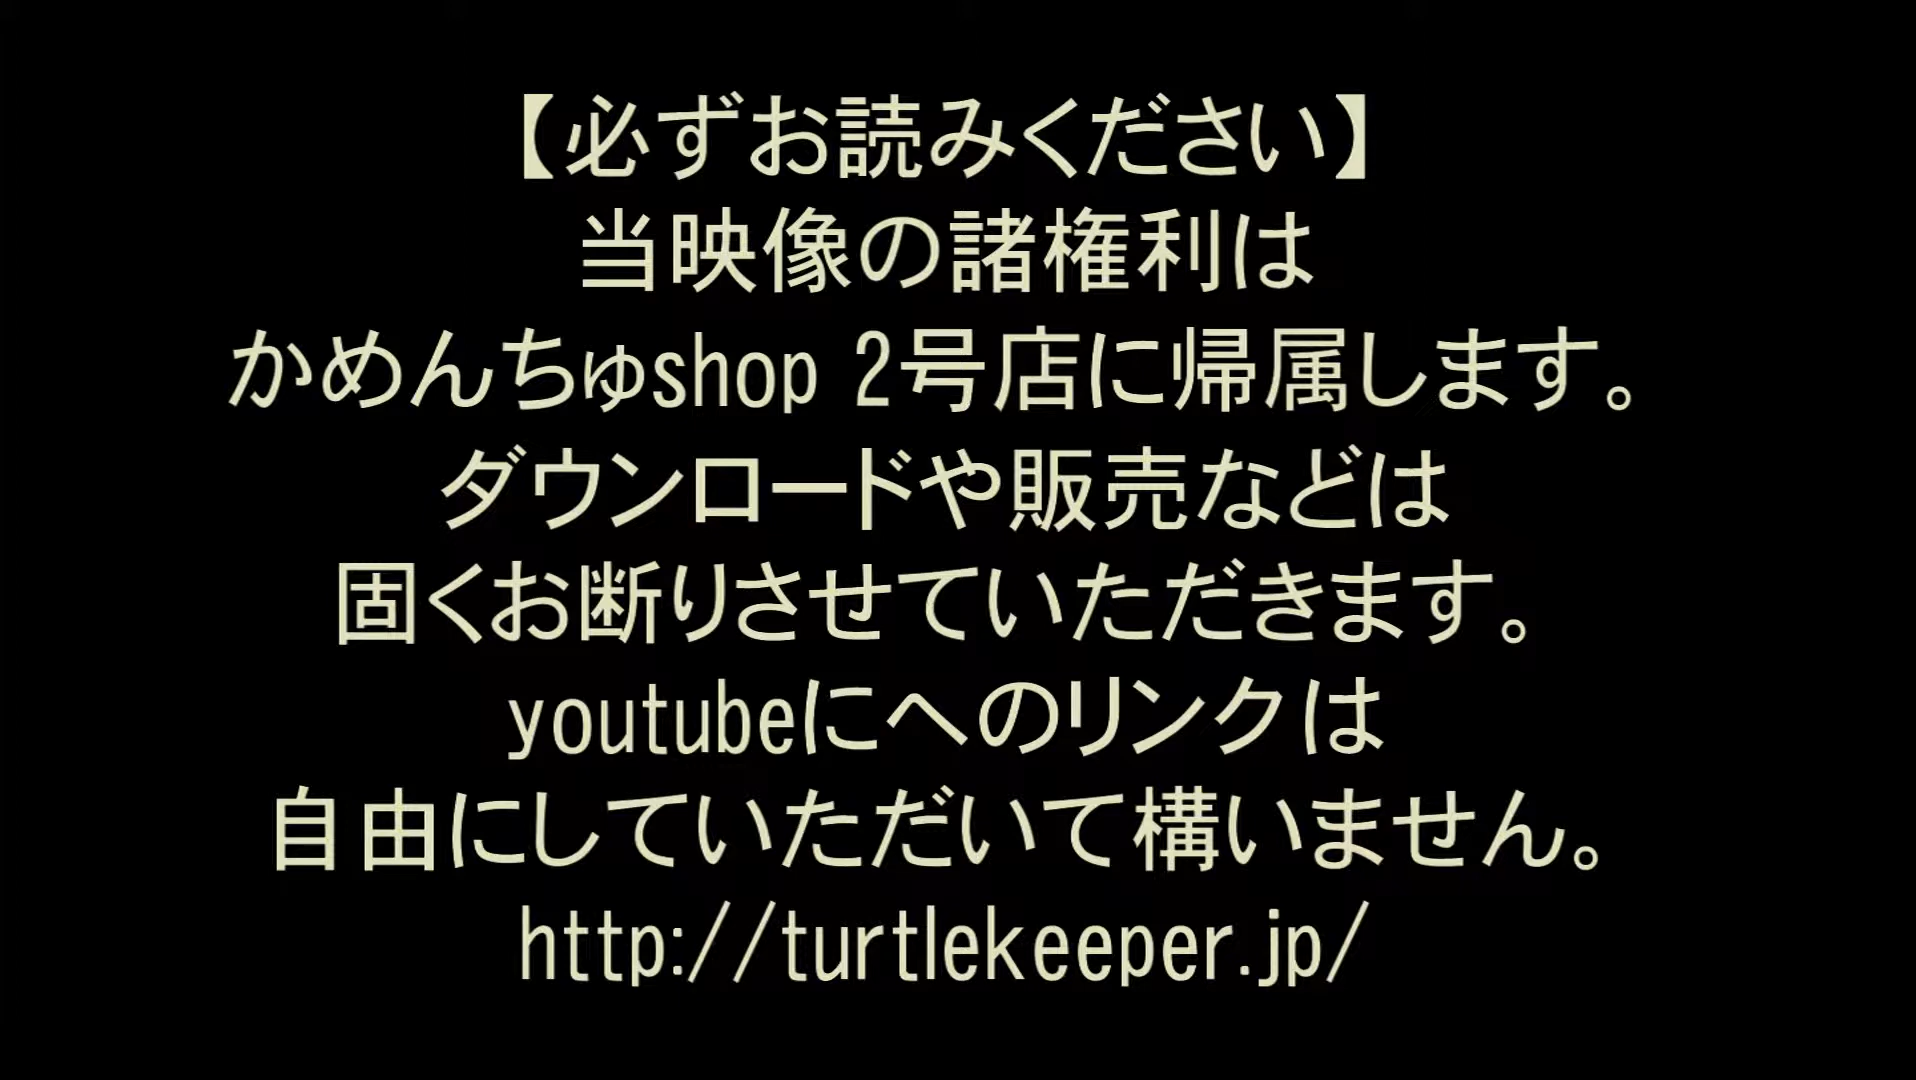 【必ずお読みください】
当映像の諸権利は
かめんちゅshop 2号店に帰属します。
ダウンロードや販売などは
固くお断りさせていただきます。
youtubeにへのリンクは
自由にしていただいて構いません。
http://turtlekeeper.jp/